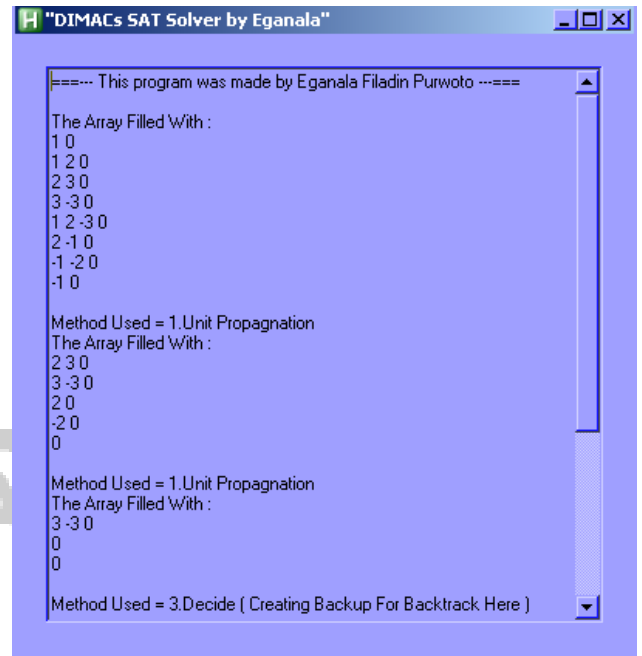 "DIMACs SAT Solver by Eganala"
===--- This program was made by Eganala Filadin Purwoto ---===
The Array Filled With :
1 0
1 2 0
2 3 0
3 -3 0
1 2 -3 0
2 -1 0
-1 -2 0
-1 0
Method Used = 1.Unit Propagnation
The Array Filled With :
2 3 0
3 -3 0
2 0
-2 0
0
Method Used = 1.Unit Propagnation
The Array Filled With :
3 -3 0
0
0
Method Used = 3.Decide ( Creating Backup For Backtrack Here )